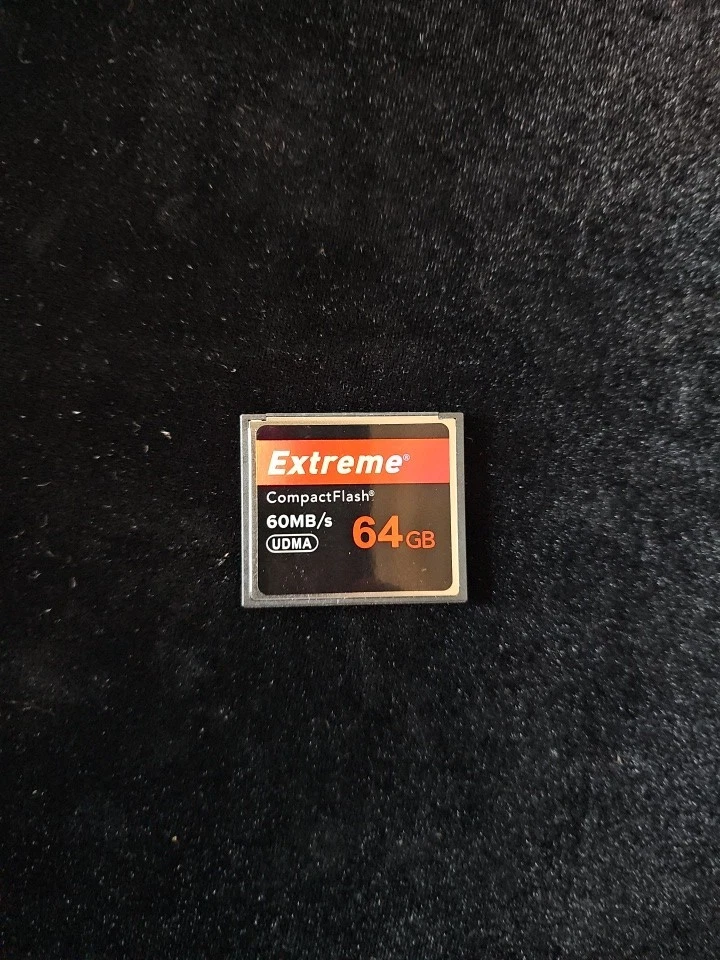 Extreme®
CompactFlash®
60MB/s
UDMA
64GB